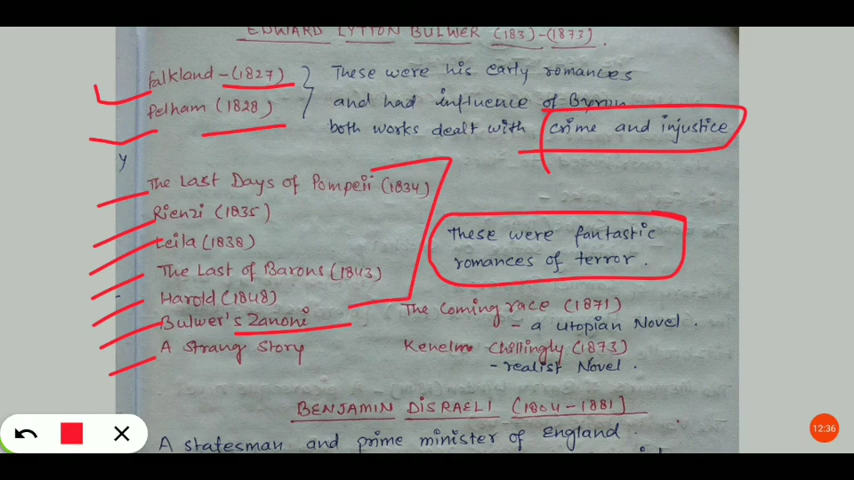 EDWARD LYTTON BULWER (1831)-(1873).
Falkland -(1827)
Pelham (1828)
These were his early romances
and had influence of Byron
both works dealt with crime and injustice
y
The Last Days of Pompeii (1834)
Rienzi (1835)
Leila (1838)
The Last of Barons (1843)
Harold (1848)
Bulwer's Zanoni
A Strang Story
These were fantastic
romances of terror.
The Coming race (1871)
- a utopian Novel.
Kenelm Chillingly (1873)
- realist Novel.
BENJAMIN DISRAELI (1804-1881]
A statesman and prime minister of England
12:36